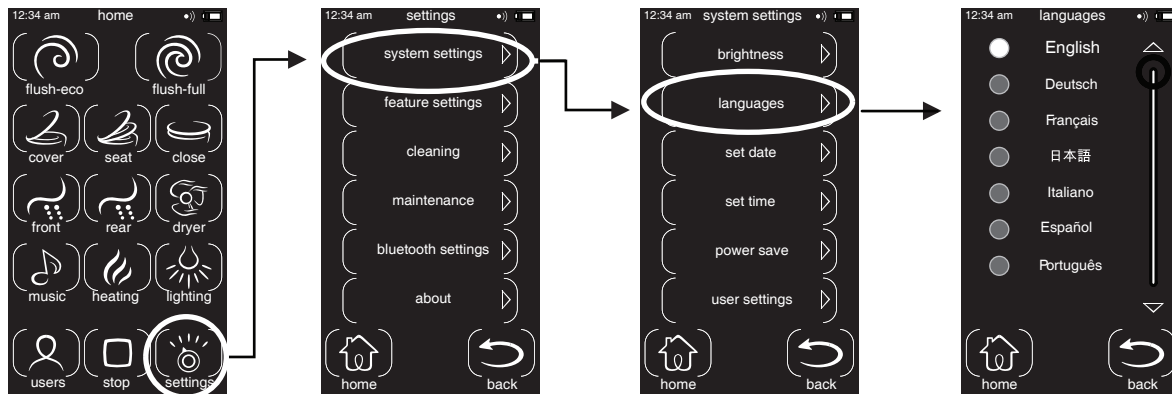 12:34 am home
flush-eco flush-full
cover seat close
front rear dryer
music heating lighting
users stop settings
12:34 am settings
system settings
feature settings
cleaning
maintenance
bluetooth settings
about
home back
12:34 am system settings
brightness
languages
set date
set time
power save
user settings
home back
12:34 am languages
English
Deutsch
Français
日本語
Italiano
Español
Português
home back